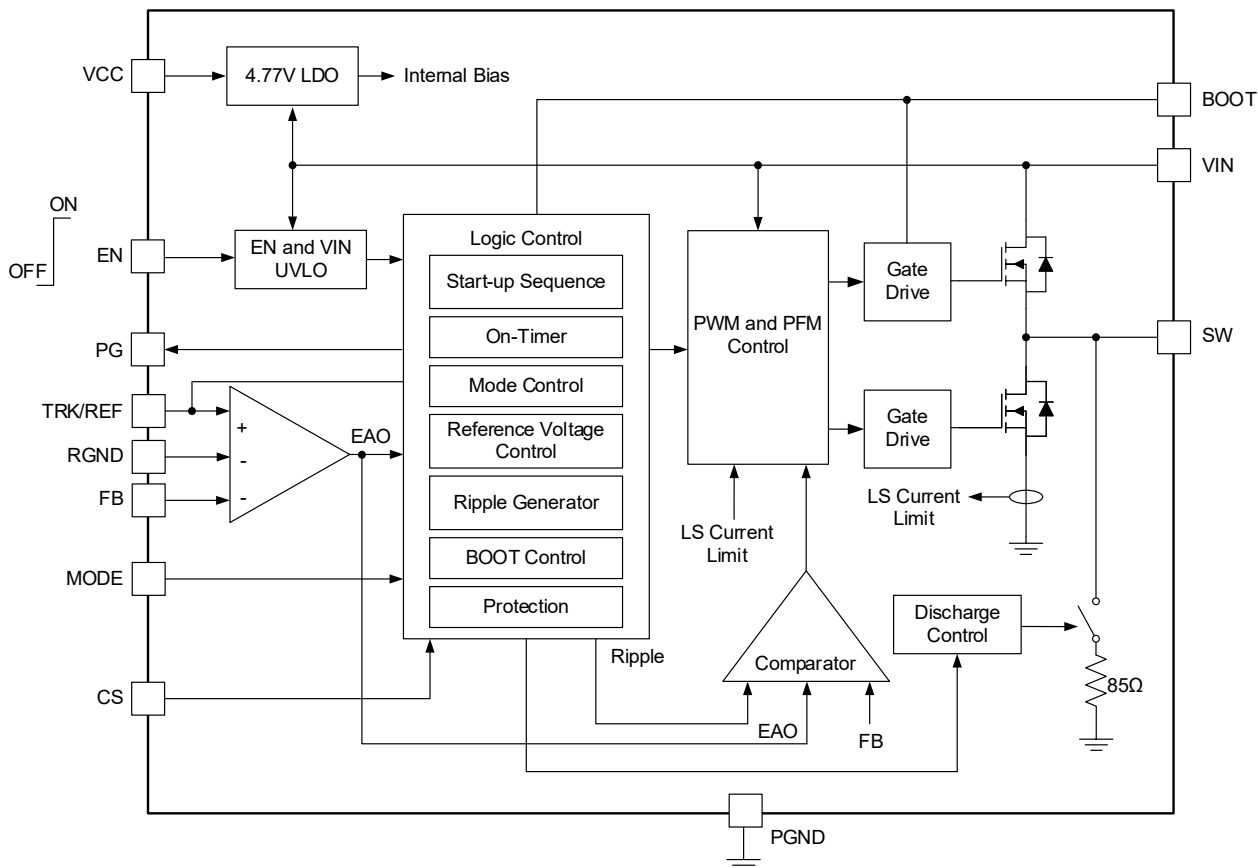 VCC
4.77V LDO
Internal Bias
BOOT
VIN
ON
OFF
EN
EN and VIN
UVLO
Logic Control
Start-up Sequence
On-Timer
Mode Control
Reference Voltage
Control
Ripple Generator
BOOT Control
Protection
PWM and PFM
Control
Gate
Drive
SW
PG
TRK/REF
RGND
FB
+
-
-
EAO
Gate
Drive
LS Current
Limit
LS Current
Limit
MODE
CS
Ripple
Comparator
EAO
FB
Discharge
Control
85Ω
PGND